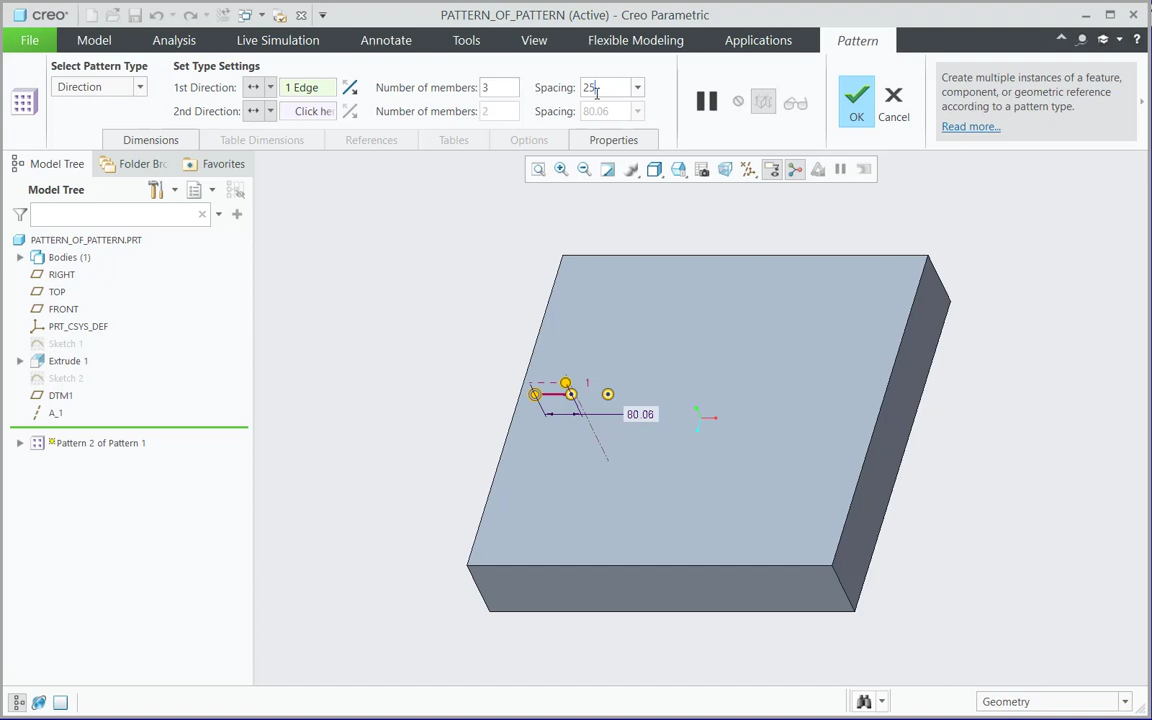 creo PATTERN_OF_PATTERN (Active) - Creo Parametric
File Model Analysis Live Simulation Annotate Tools View Flexible Modeling Applications Pattern
Select Pattern Type Set Type Settings
Direction 1st Direction: 1 Edge Number of members: 3 Spacing: 25
2nd Direction: Click he Number of members: 2 Spacing: 80.06
OK Cancel
Create multiple instances of a feature,
component, or geometric reference
according to a pattern type.
Read more...
Dimensions Table Dimensions References Tables Options Properties
Model Tree Folder Bro Favorites
Model Tree
PATTERN_OF_PATTERN.PRT
Bodies (1)
RIGHT
TOP
FRONT
PRT_CSYS_DEF
Sketch 1
Extrude 1
Sketch 2
DTM1
A_1
Pattern 2 of Pattern 1
1
80.06
Geometry